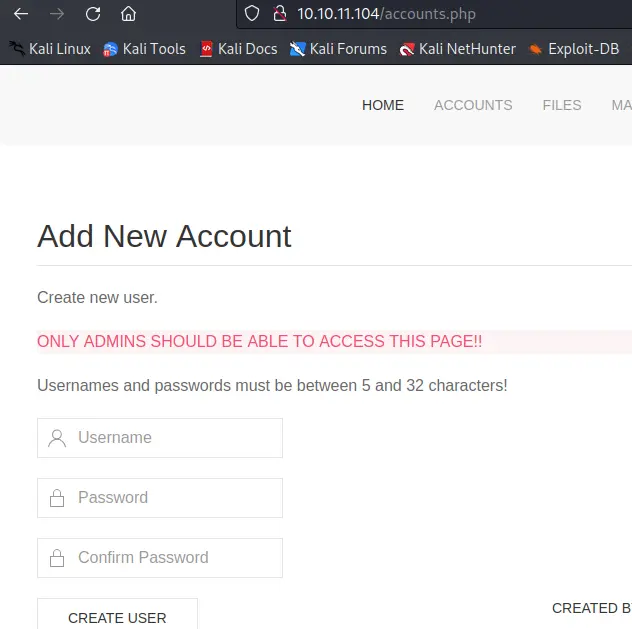 10.10.11.104/accounts.php
Kali Linux Kali Tools Kali Docs Kali Forums Kali NetHunter Exploit-DB
HOME ACCOUNTS FILES MA
Add New Account
Create new user.
ONLY ADMINS SHOULD BE ABLE TO ACCESS THIS PAGE!!
Usernames and passwords must be between 5 and 32 characters!
Username
Password
Confirm Password
CREATED B
CREATE USER